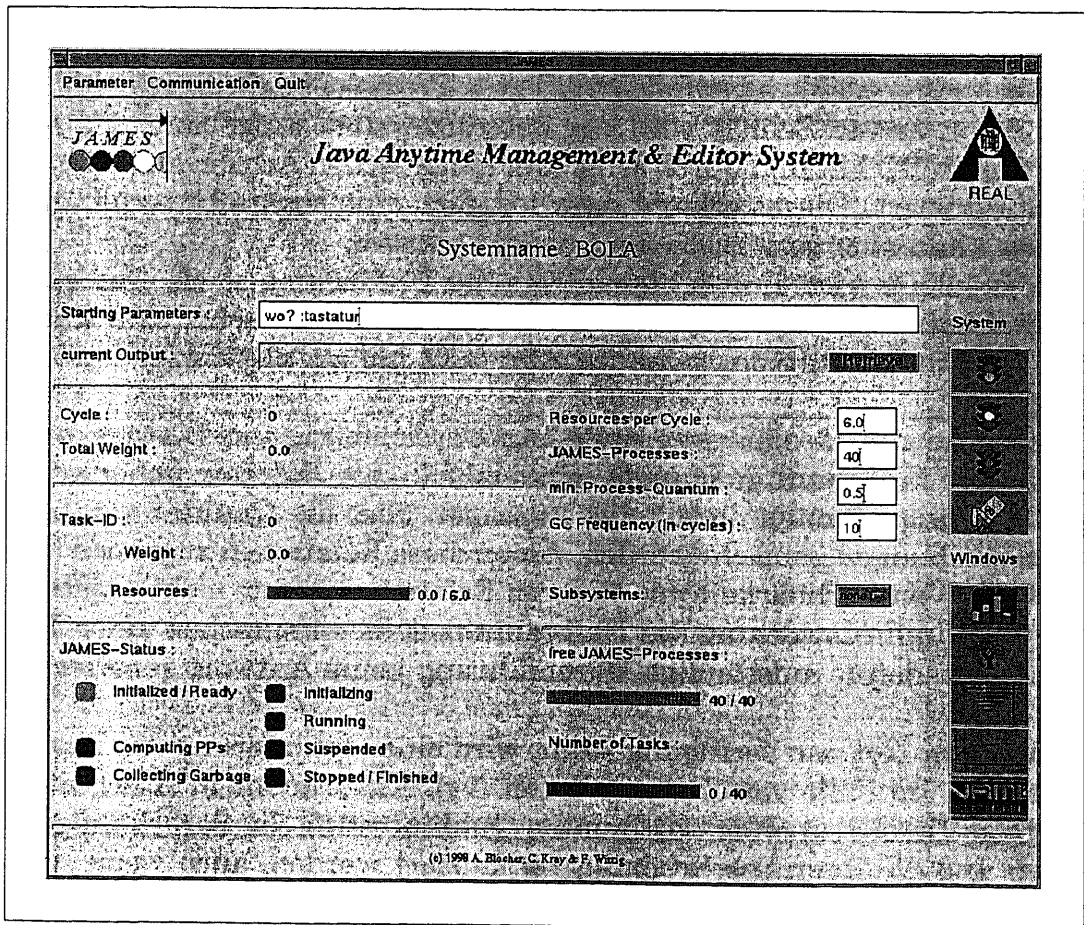 JAMES
Parameter Communication Quit
JAMES
Java Anytime Management & Editor System
REAL
Systemname : BOLA
Starting Parameters : wo? :tastatur
System
current Output : Retrieve
Cycle : 0
Resources per Cycle : 6.0
Total Weight : 0.0
JAMES-Processes : 40
min. Process-Quantum : 0.5
Task-ID : 0
GC Frequency (in cycles) : 10
Weight : 0.0
Windows
Resources : 0.0 / 6.0
Subsystems:
JAMES-Status :
free JAMES-Processes :
Initialized / Ready Initializing
40 / 40
Running
Computing PPs Suspended
Number of Tasks :
Collecting Garbage Stopped / Finished
0 / 40
(c) 1998 A. Blocher, C. Kray & F. Wittig